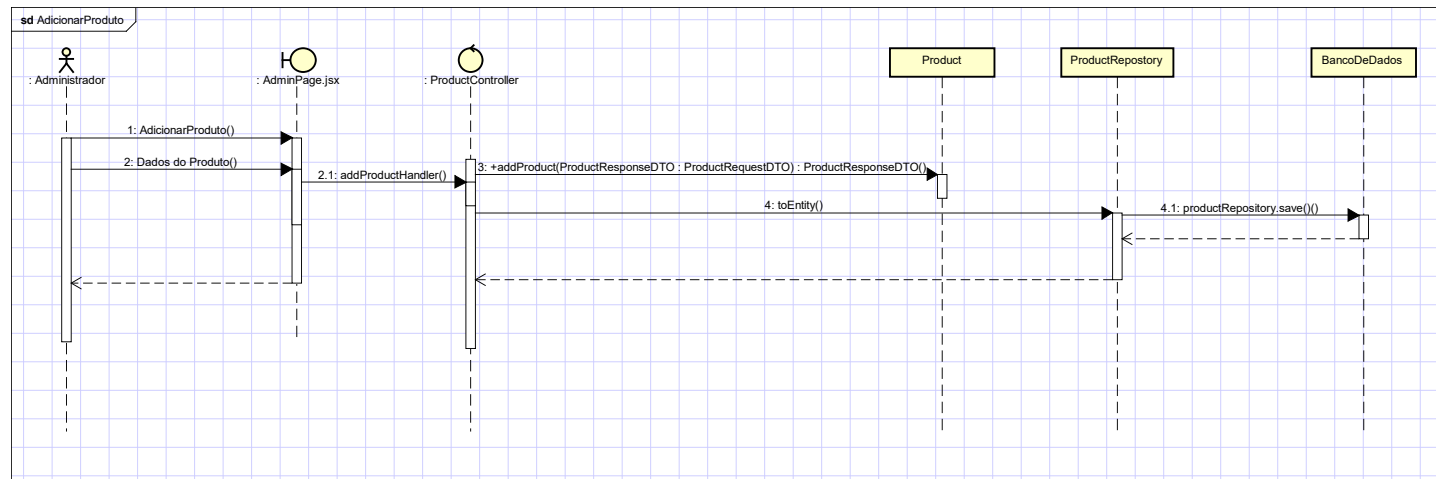 sd AdicionarProduto
: Administrador
: AdminPage.jsx
: ProductController
Product
ProductRepostory
BancoDeDados
1: AdicionarProduto()
2: Dados do Produto()
2.1: addProductHandler()
3: +addProduct(ProductResponseDTO : ProductRequestDTO) : ProductResponseDTO()
4: toEntity()
4.1: productRepository.save()()